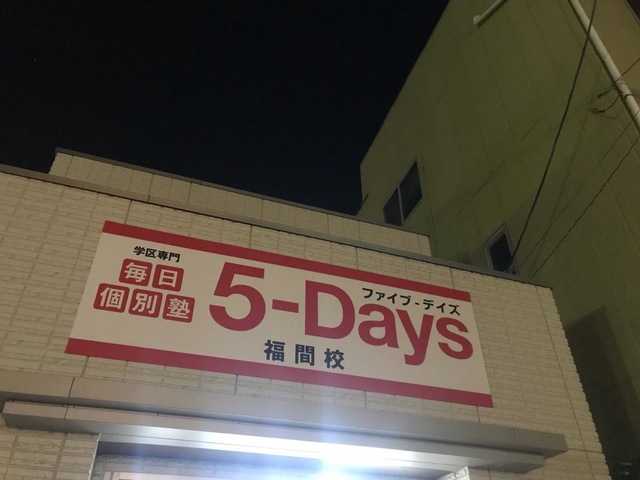 学区専門
毎日
個別塾
ファイブ-デイズ
5-Days
福間校